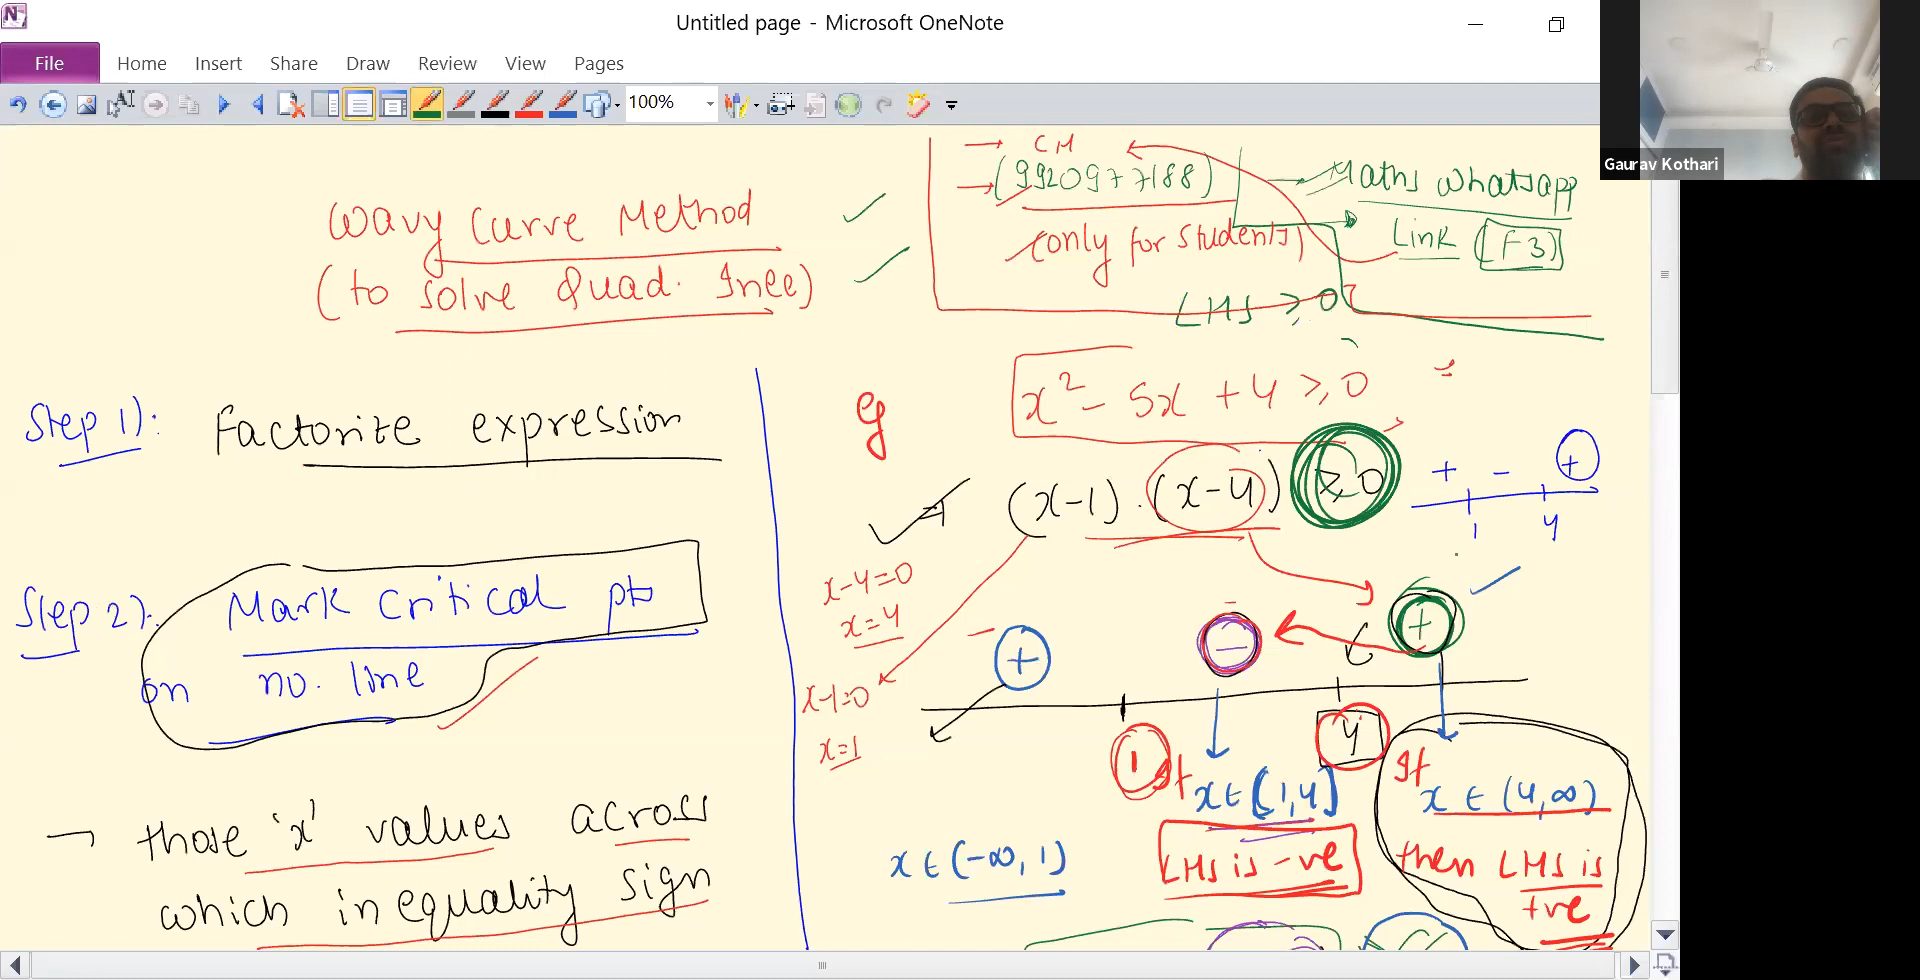 Untitled page - Microsoft OneNote
File Home Insert Share Draw Review View Pages
100%
Gaurav Kothari
CH
(9920977188)
(only for students)
Maths Whatsapp
Link (F3)
LHS ≥ 0
Wavy Curve Method
(to solve Quad. Ineq)
Step 1): Factorize expression
Step 2): Mark critical pts
on no. line
→ those 'x' values across
which inequality sign
eg
x² - 5x + 4 ≥ 0
(x-1) . (x-4) ≥ 0
+ - +
1 4
x-4=0
x=4
x-1=0
x=1
+ - +
1 4
If x ∈ (1,4]
LHS is -ve
If
x ∈ (4,∞)
then LHS is
+ve
x ∈ (-∞, 1)